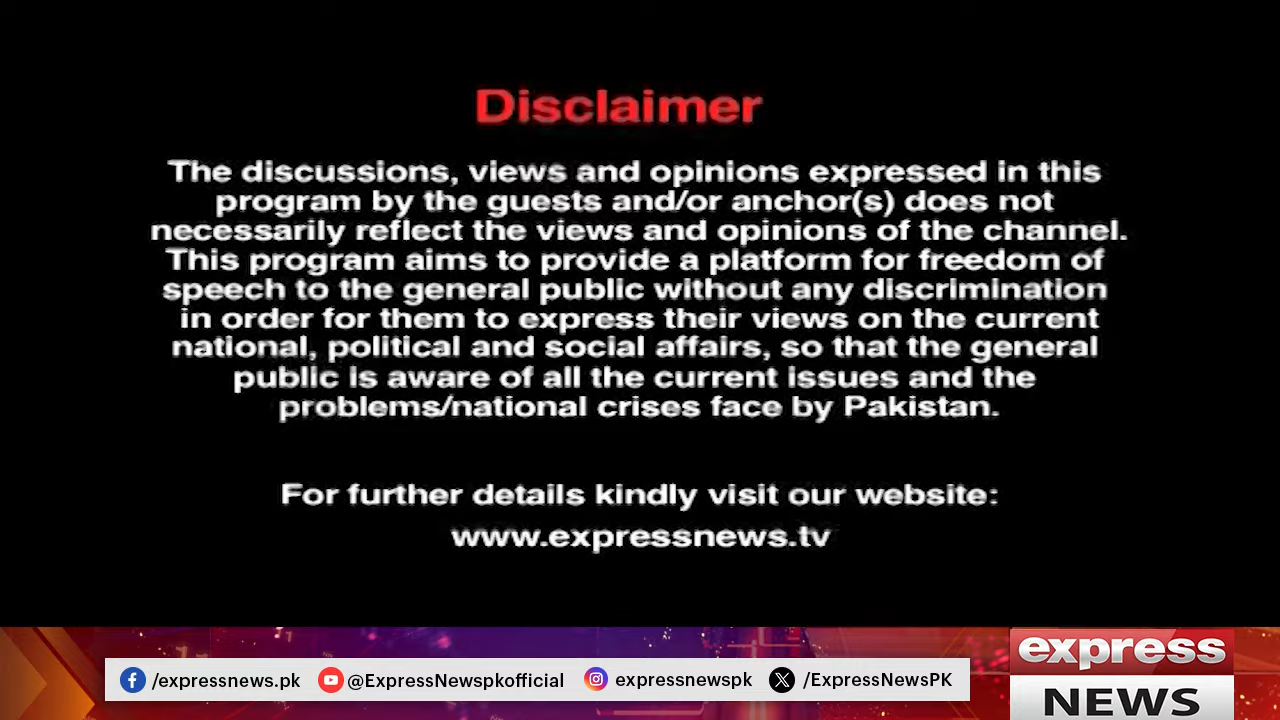 Disclaimer
The discussions, views and opinions expressed in this
program by the guests and/or anchor(s) does not
necessarily reflect the views and opinions of the channel.
This program aims to provide a platform for freedom of
speech to the general public without any discrimination
in order for them to express their views on the current
national, political and social affairs, so that the general
public is aware of all the current issues and the
problems/national crises face by Pakistan.
For further details kindly visit our website:
www.expressnews.tv
/expressnews.pk @ExpressNewspkofficial expressnewspk /ExpressNewsPK
express
NEWS